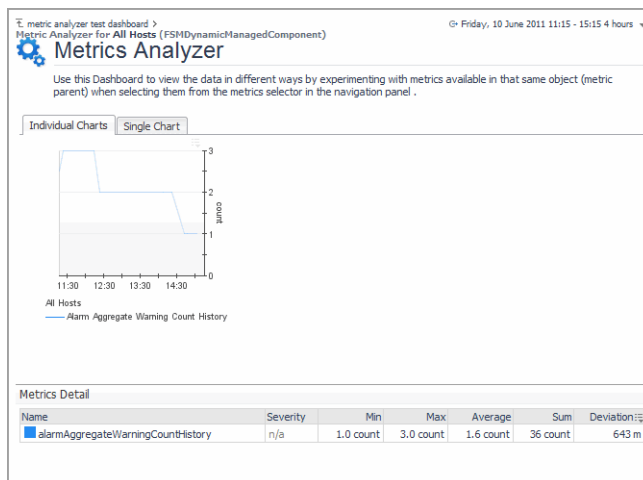 metric analyzer test dashboard >
Friday, 10 June 2011 11:15 - 15:15 4 hours
Metric Analyzer for All Hosts (FSMDynamicManagedComponent)
Metrics Analyzer
Use this Dashboard to view the data in different ways by experimenting with metrics available in that same object (metric
parent) when selecting them from the metrics selector in the navigation panel .
Individual Charts Single Chart
3
2
count
1
0
11:30 12:30 13:30 14:30
All Hosts
Alarm Aggregate Warning Count History
Metrics Detail
Name Severity Min Max Average Sum Deviation
alarmAggregateWarningCountHistory n/a 1.0 count 3.0 count 1.6 count 36 count 643 m